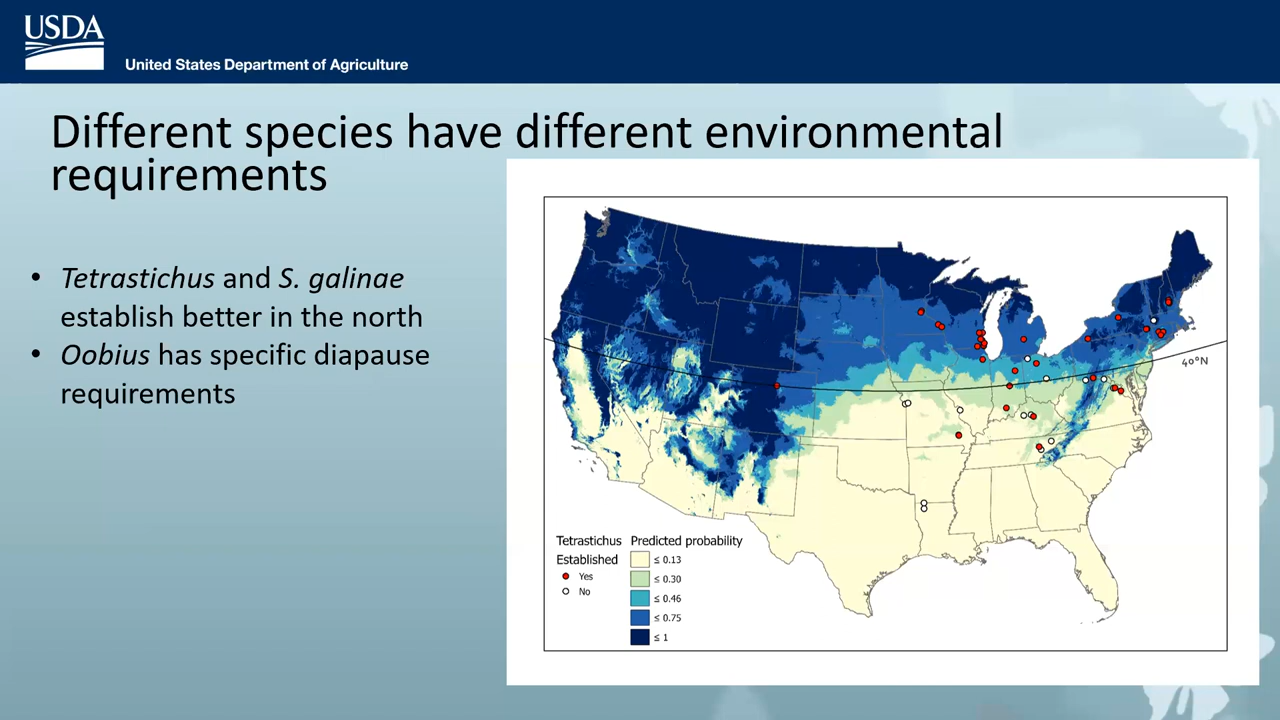 USDA
United States Department of Agriculture
Different species have different environmental
requirements
• Tetrastichus and S. galinae
establish better in the north
• Oobius has specific diapause
requirements
40°N
Tetrastichus
Established
Yes
No
Predicted probability
≤ 0.13
≤ 0.30
≤ 0.46
≤ 0.75
≤ 1